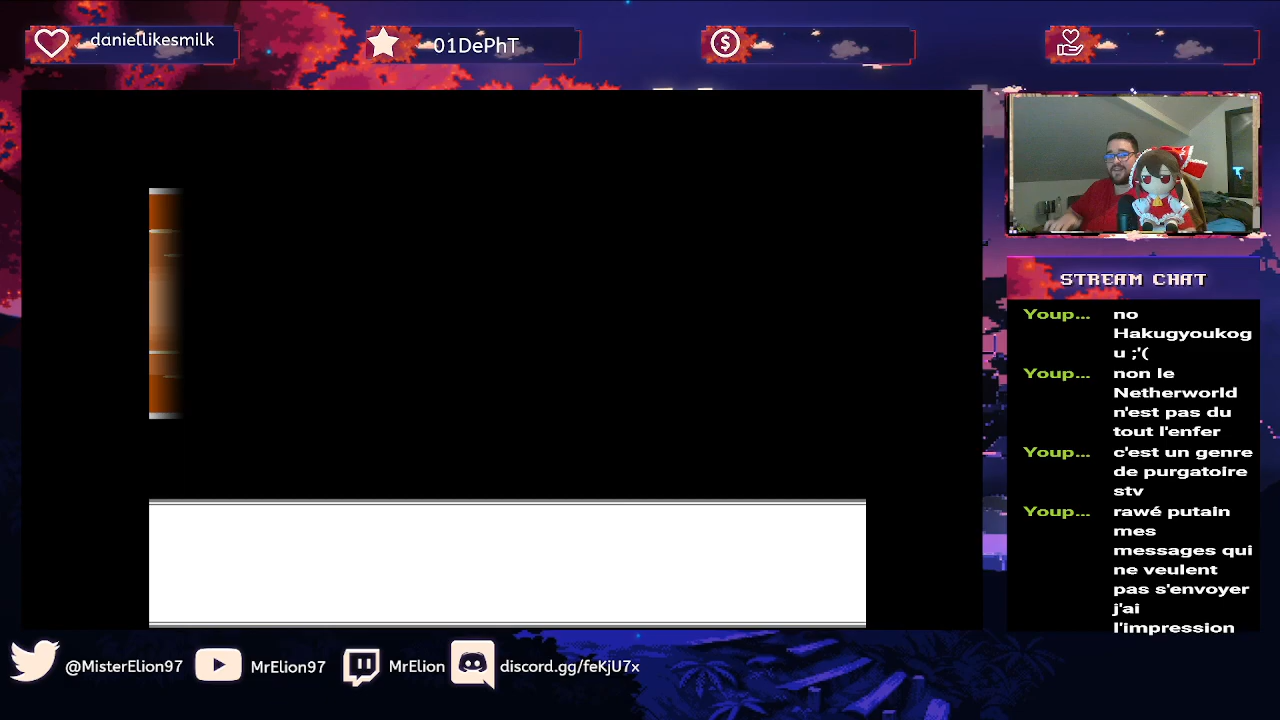 daniellikesmilk
01DePhT
STREAM CHAT
Youp... no
Hakugyoukog
u ;'(
Youp... non le
Netherworld
n'est pas du
tout l'enfer
Youp... c'est un genre
de purgatoire
stv
Youp... rawé putain
mes
messages qui
ne veulent
pas s'envoyer
j'ai
l'impression
@MisterElion97
MrElion97
MrElion
discord.gg/feKjU7x